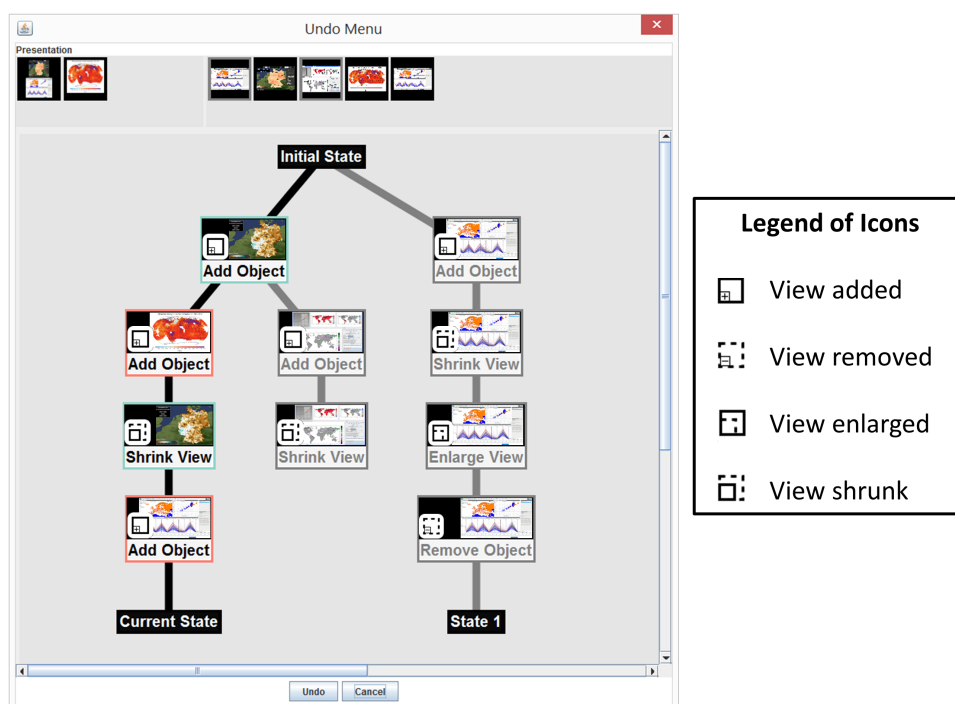 Undo Menu
Presentation
Initial State
Add Object
Add Object
Add Object
Add Object
Shrink View
Shrink View
Shrink View
Enlarge View
Add Object
Remove Object
Current State
State 1
Undo
Cancel
Legend of Icons
View added
View removed
View enlarged
View shrunk